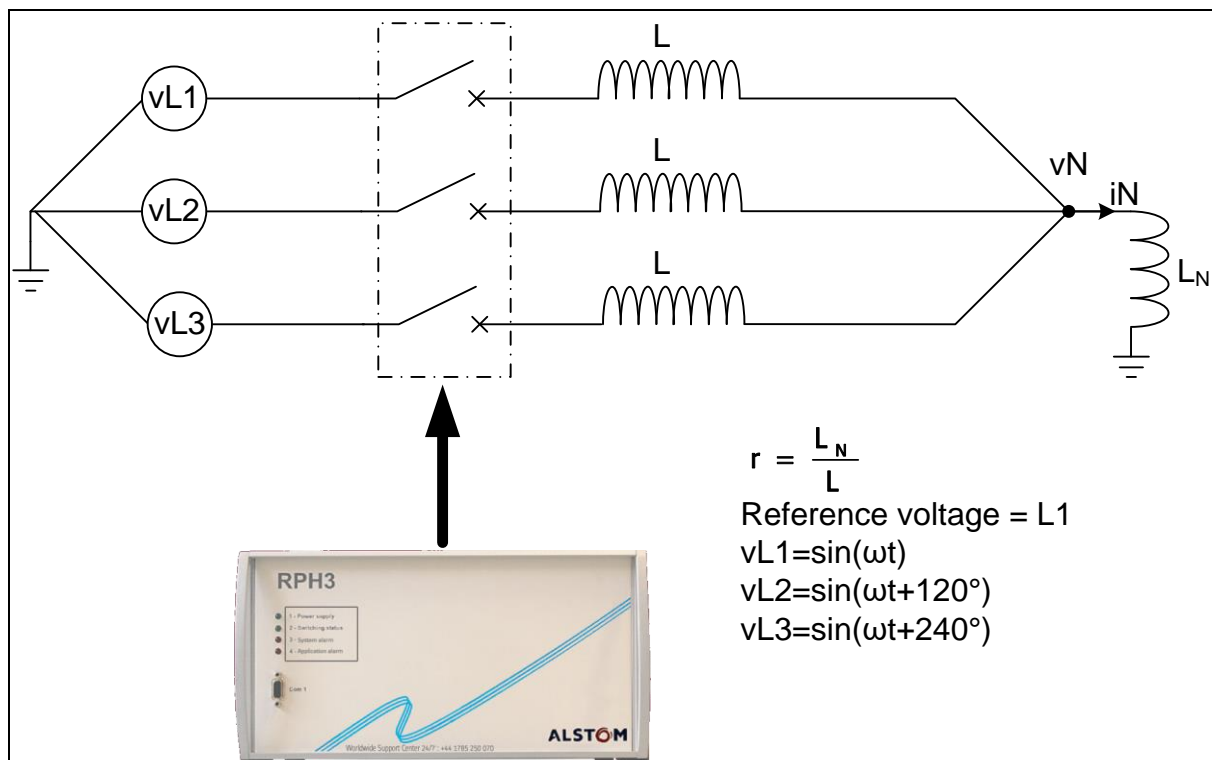 vL1
L
vL2
L
vL3
L
vN
iN
LN
r = LN
L
Reference voltage = L1
vL1=sin(ωt)
vL2=sin(ωt+120°)
vL3=sin(ωt+240°)
RPH3
1 - Power supply
2 - Switching status
3 - System alarm
4 - Application alarm
Com 1
ALSTOM
Worldwide Support Center 24/7 : +44 1785 250 070